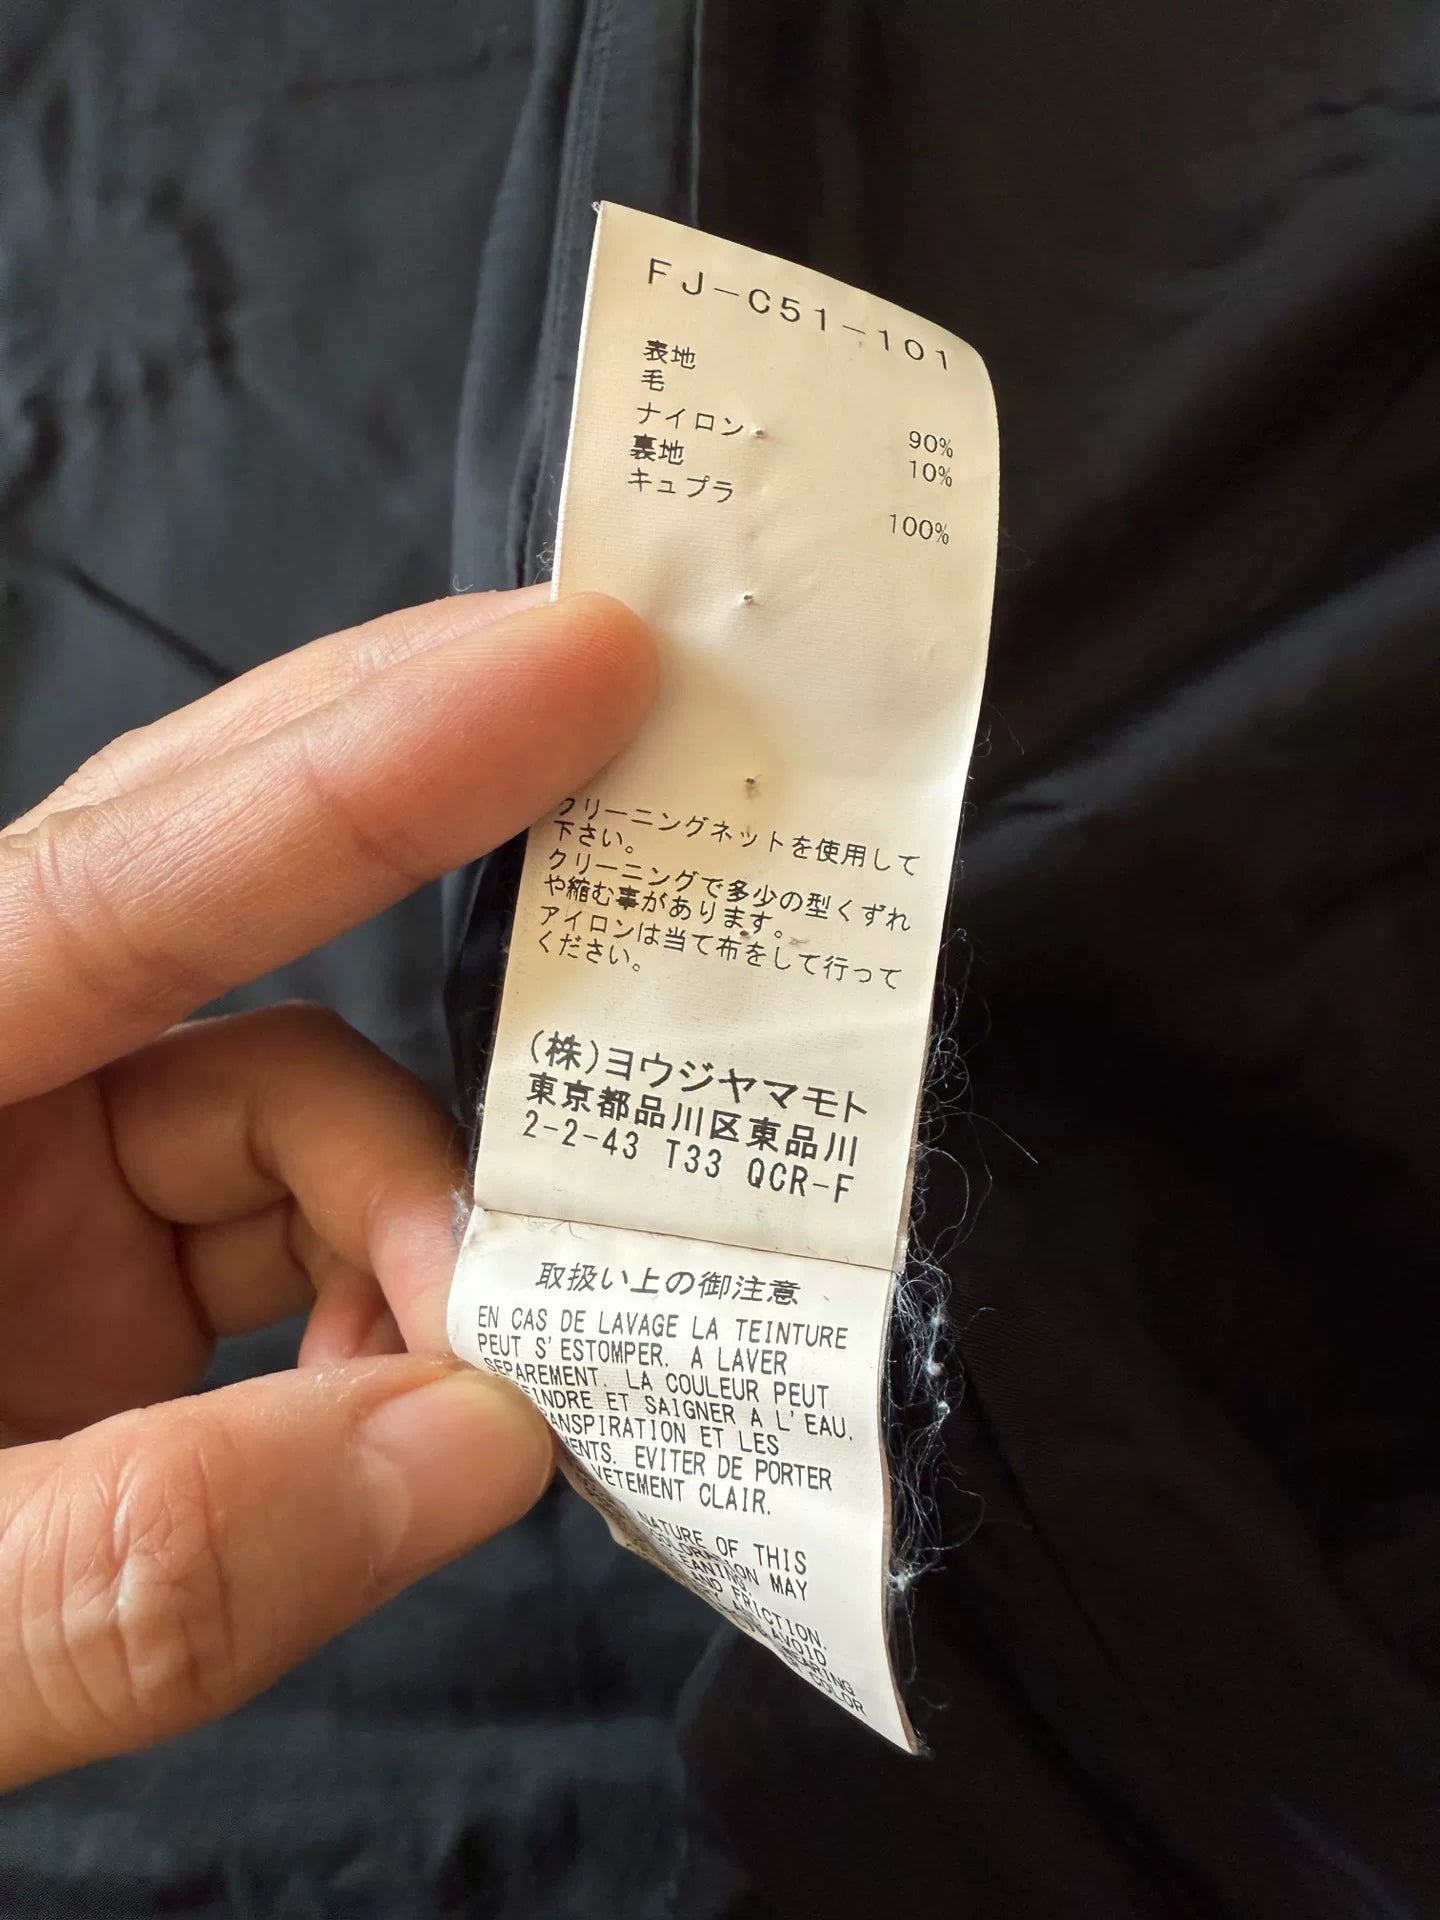 FJ-C51-101
表地
毛 90%
ナイロン 10%
裏地
キュプラ 100%
クリーニングネットを使用して
下さい。
クリーニングで多少の型くずれ
や縮む事があります。
アイロンは当て布をして行って
ください。
(株)ヨウジヤマモト
東京都品川区東品川
2-2-43 T33 QCR-F
取扱い上の御注意
EN CAS DE LAVAGE LA TEINTURE
PEUT S'ESTOMPER. A LAVER
SEPAREMENT. LA COULEUR PEUT
ET SAIGNER A L'EAU.
ET LES
EVITER DE PORTER
VETEMENT CLAIR.
NATURE OF THIS
MAY
AND FRICTION.
AVOID
COLOR